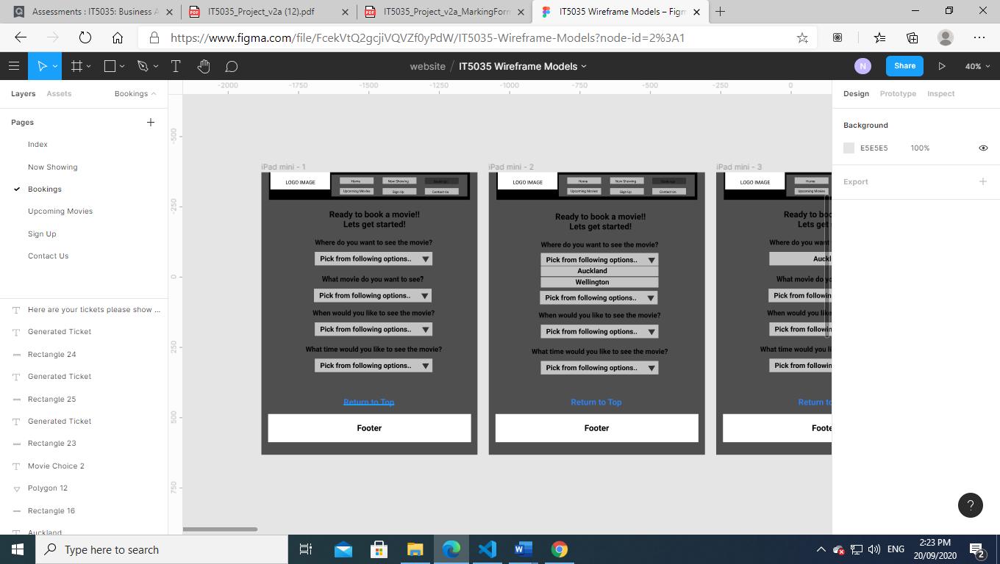 Assessments : IT5035: Business A
IT5035_Project_v2a (12).pdf
IT5035_Project_v2a_MarkingForm
IT5035 Wireframe Models – Figm
https://www.figma.com/file/FcekVtQ2gcjiVQVZf0yPdW/IT5035-Wireframe-Models?node-id=2%3A1
website / IT5035 Wireframe Models
N
Share
40%
Layers
Assets
Bookings
Pages
Index
Now Showing
Bookings
Upcoming Movies
Sign Up
Contact Us
Here are your tickets please show ...
Generated Ticket
Rectangle 24
Generated Ticket
Rectangle 25
Generated Ticket
Rectangle 23
Movie Choice 2
Polygon 12
Rectangle 16
Auckland
-2000 -1750 -1500 -1250 -1000 -750 -500 -250 0
-500
-250
0
250
500
750
iPad mini - 1
LOGO IMAGE
Home
Now Showing
Bookings
Upcoming Movies
Sign Up
Contact Us
Ready to book a movie!!
Lets get started!
Where do you want to see the movie?
Pick from following options..
What movie do you want to see?
Pick from following options..
When would you like to see the movie?
Pick from following options..
What time would you like to see the movie?
Pick from following options..
Return to Top
Footer
iPad mini - 2
LOGO IMAGE
Home
Now Showing
Bookings
Upcoming Movies
Sign Up
Contact Us
Ready to book a movie!!
Lets get started!
Where do you want to see the movie?
Pick from following options..
Auckland
Wellington
Pick from following options..
When would you like to see the movie?
Pick from following options..
What time would you like to see the movie?
Pick from following options..
Return to Top
Footer
iPad mini - 3
LOGO IMAGE
Home
Upcoming Movies
Ready to boo
Lets get
Where do you want
Auckl
What movie do yo
Pick from followin
When would you lik
Pick from followin
What time would you li
Pick from followin
Return to
Foote
Design
Prototype
Inspect
Background
E5E5E5
100%
Export
?
Type here to search
ENG
2:23 PM
20/09/2020
2